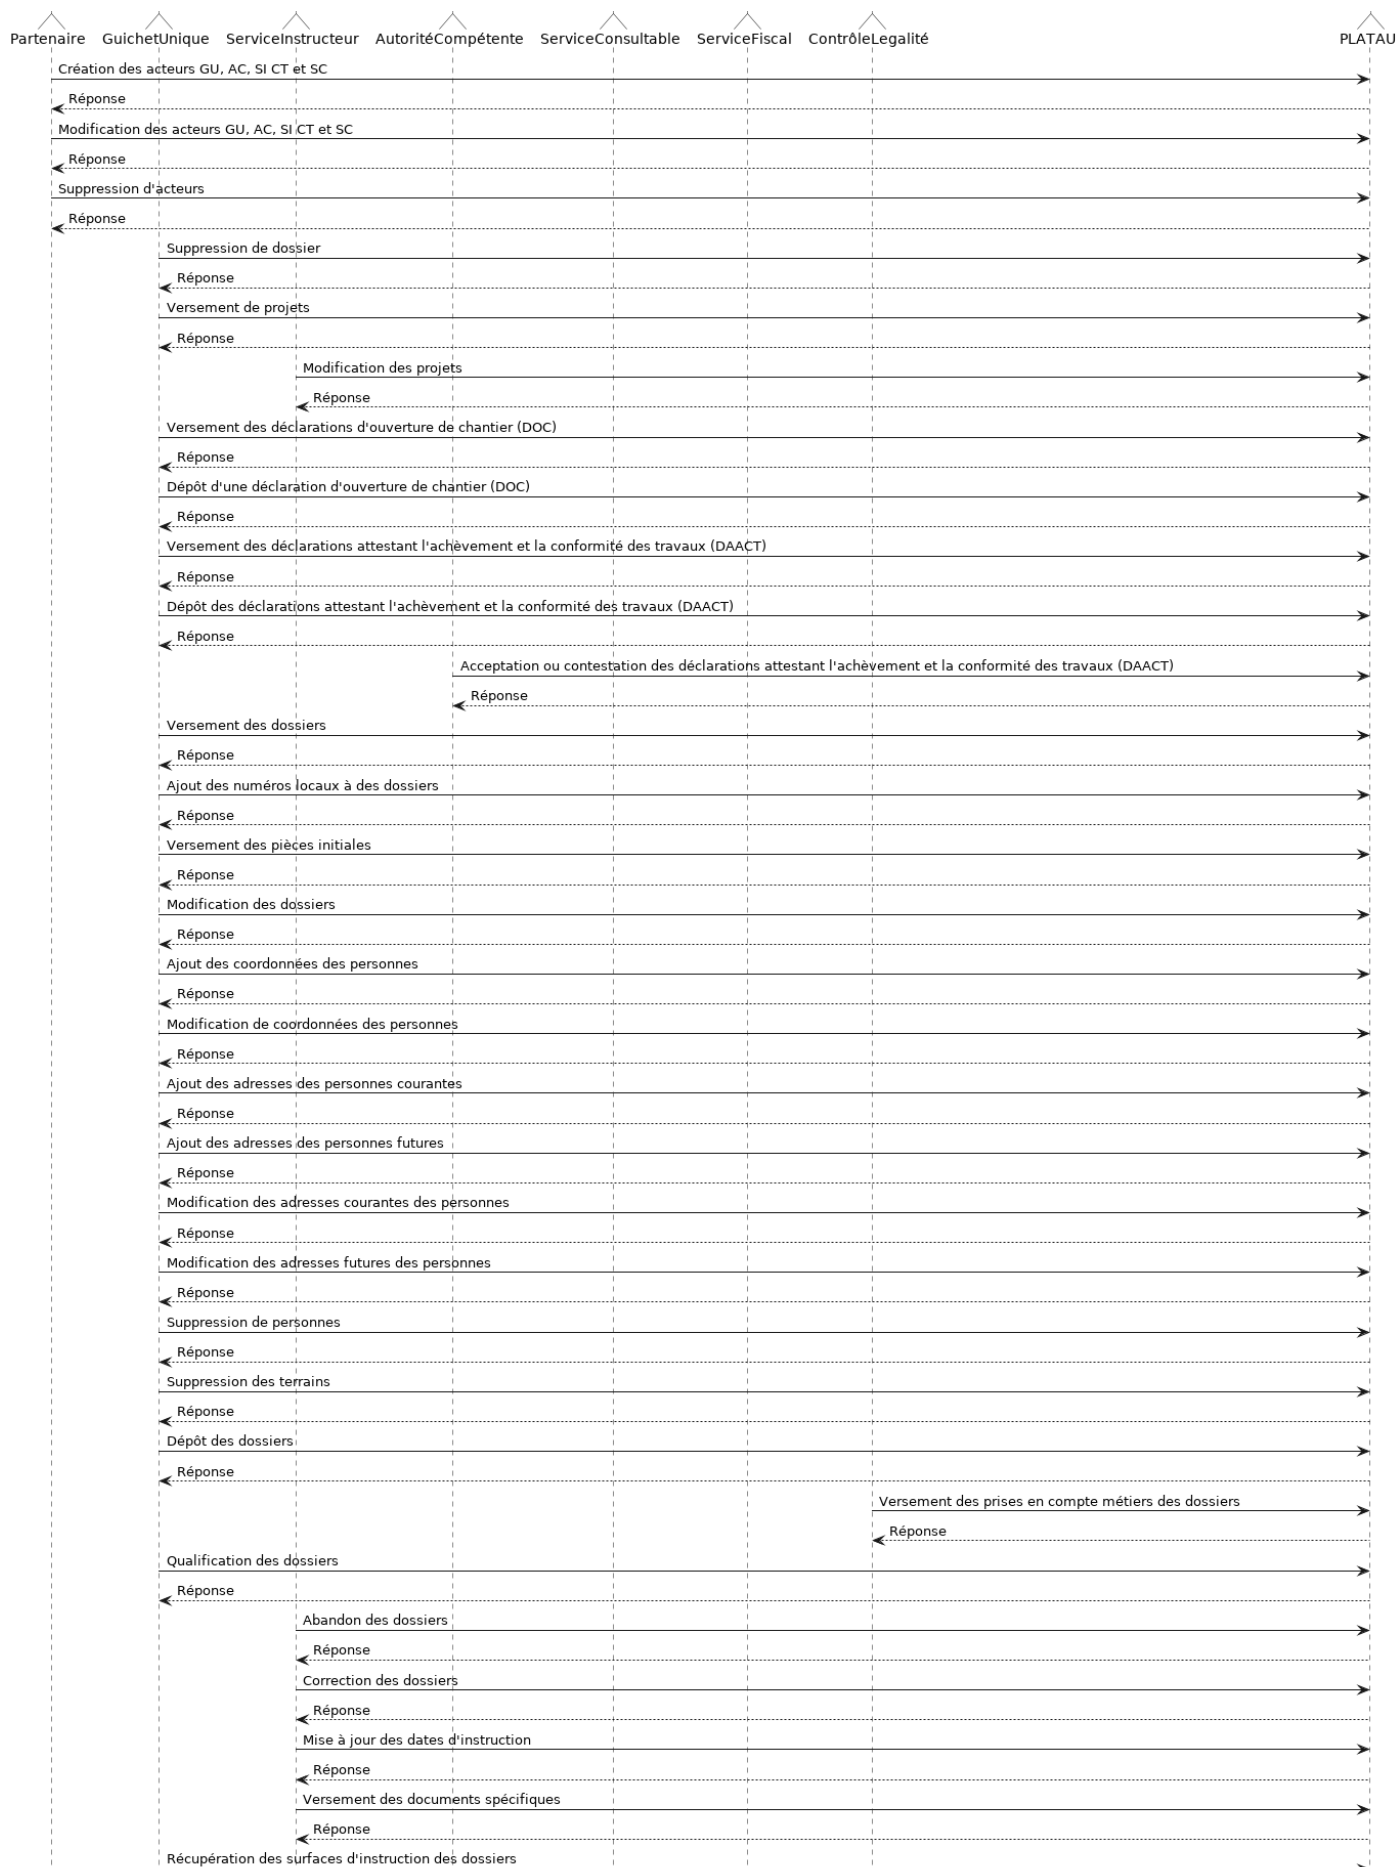 Partenaire GuichetUnique ServiceInstructeur AutoritéCompétente ServiceConsultable ServiceFiscal ContrôleLegalité PLATAU
Création des acteurs GU, AC, SI CT et SC
Réponse
Modification des acteurs GU, AC, SI CT et SC
Réponse
Suppression d'acteurs
Réponse
Suppression de dossier
Réponse
Versement de projets
Réponse
Modification des projets
Réponse
Versement des déclarations d'ouverture de chantier (DOC)
Réponse
Dépôt d'une déclaration d'ouverture de chantier (DOC)
Réponse
Versement des déclarations attestant l'achèvement et la conformité des travaux (DAACT)
Réponse
Dépôt des déclarations attestant l'achèvement et la conformité des travaux (DAACT)
Réponse
Acceptation ou contestation des déclarations attestant l'achèvement et la conformité des travaux (DAACT)
Réponse
Versement des dossiers
Réponse
Ajout des numéros locaux à des dossiers
Réponse
Versement des pièces initiales
Réponse
Modification des dossiers
Réponse
Ajout des coordonnées des personnes
Réponse
Modification de coordonnées des personnes
Réponse
Ajout des adresses des personnes courantes
Réponse
Ajout des adresses des personnes futures
Réponse
Modification des adresses courantes des personnes
Réponse
Modification des adresses futures des personnes
Réponse
Suppression de personnes
Réponse
Suppression des terrains
Réponse
Dépôt des dossiers
Réponse
Versement des prises en compte métiers des dossiers
Réponse
Qualification des dossiers
Réponse
Abandon des dossiers
Réponse
Correction des dossiers
Réponse
Mise à jour des dates d'instruction
Réponse
Versement des documents spécifiques
Réponse
Récupération des surfaces d'instruction des dossiers